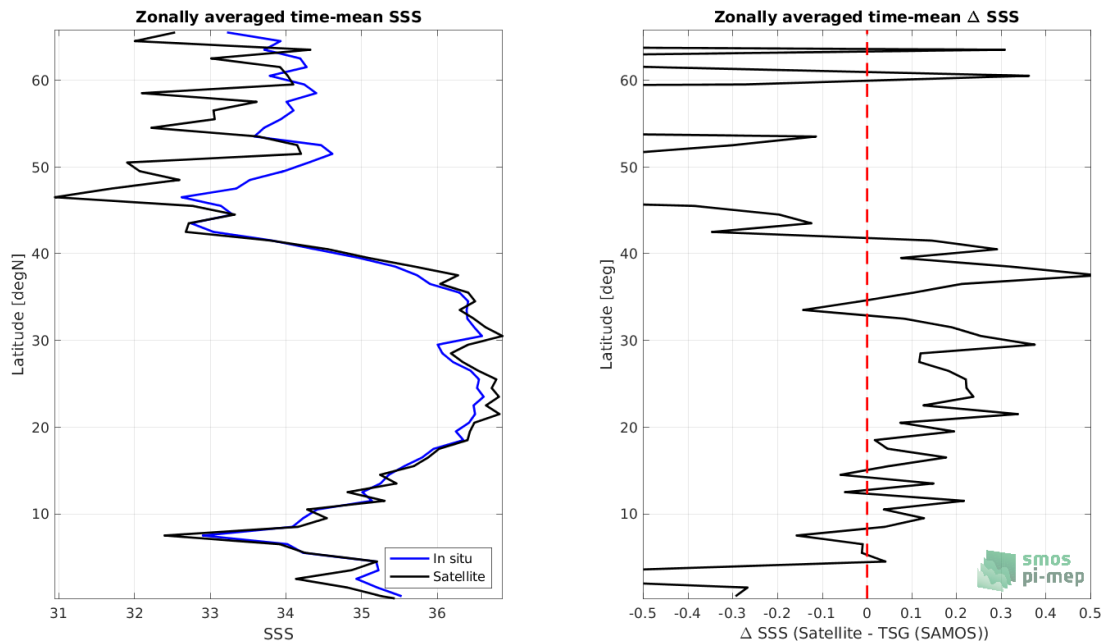 Zonally averaged time-mean SSS
Latitude [degN]
60
50
40
30
20
10
31
32
33
34
35
36
SSS
In situ
Satellite
Zonally averaged time-mean Δ SSS
Latitude [deg]
60
50
40
30
20
10
-0.5
-0.4
-0.3
-0.2
-0.1
0
0.1
0.2
0.3
0.4
0.5
Δ SSS (Satellite - TSG (SAMOS))
smos
pi-mep